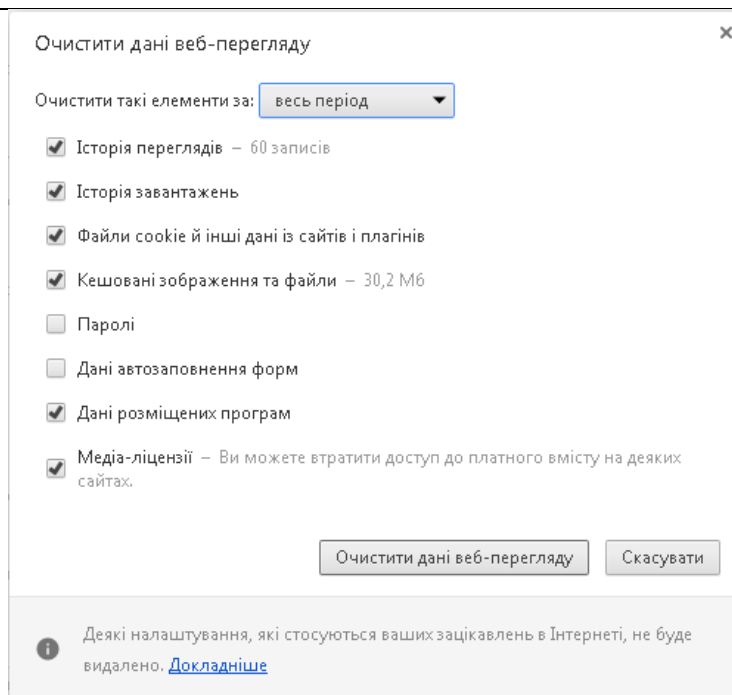 Очистити дані веб-перегляду
Очистити такі елементи за: весь період
Історія переглядів – 60 записів
Історія завантажень
Файли cookie й інші дані із сайтів і плагінів
Кешовані зображення та файли – 30,2 Мб
Паролі
Дані автозаповнення форм
Дані розміщених програм
Медіа-ліцензії – Ви можете втратити доступ до платного вмісту на деяких
сайтах.
Очистити дані веб-перегляду Скасувати
Деякі налаштування, які стосуються ваших зацікавлень в Інтернеті, не буде
видалено. Докладніше